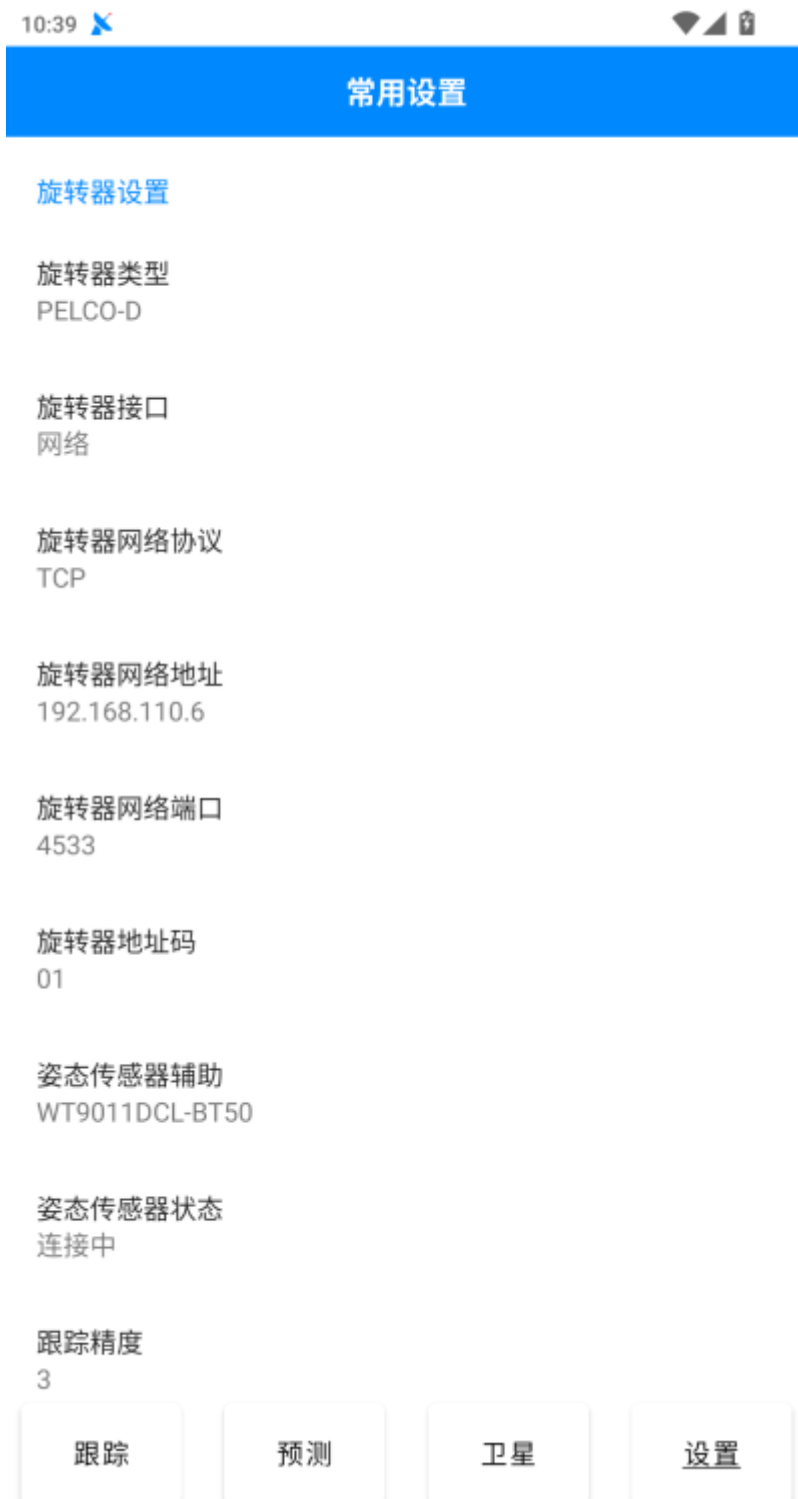 10:39
常用设置
旋转器设置
旋转器类型
PELCO-D
旋转器接口
网络
旋转器网络协议
TCP
旋转器网络地址
192.168.110.6
旋转器网络端口
4533
旋转器地址码
01
姿态传感器辅助
WT9011DCL-BT50
姿态传感器状态
连接中
跟踪精度
3
跟踪 预测 卫星 设置